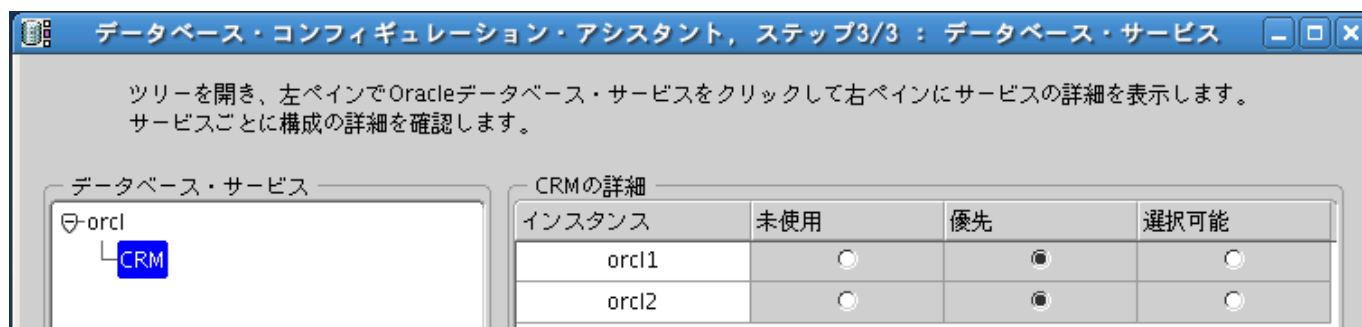 データベース・コンフィギュレーション・アシスタント, ステップ3/3 : データベース・サービス
ツリーを開き、左ペインでOracleデータベース・サービスをクリックして右ペインにサービスの詳細を表示します。
サービスごとに構成の詳細を確認します。
データベース・サービス
orcl
CRM
CRMの詳細
インスタンス 未使用 優先 選択可能
orcl1
orcl2